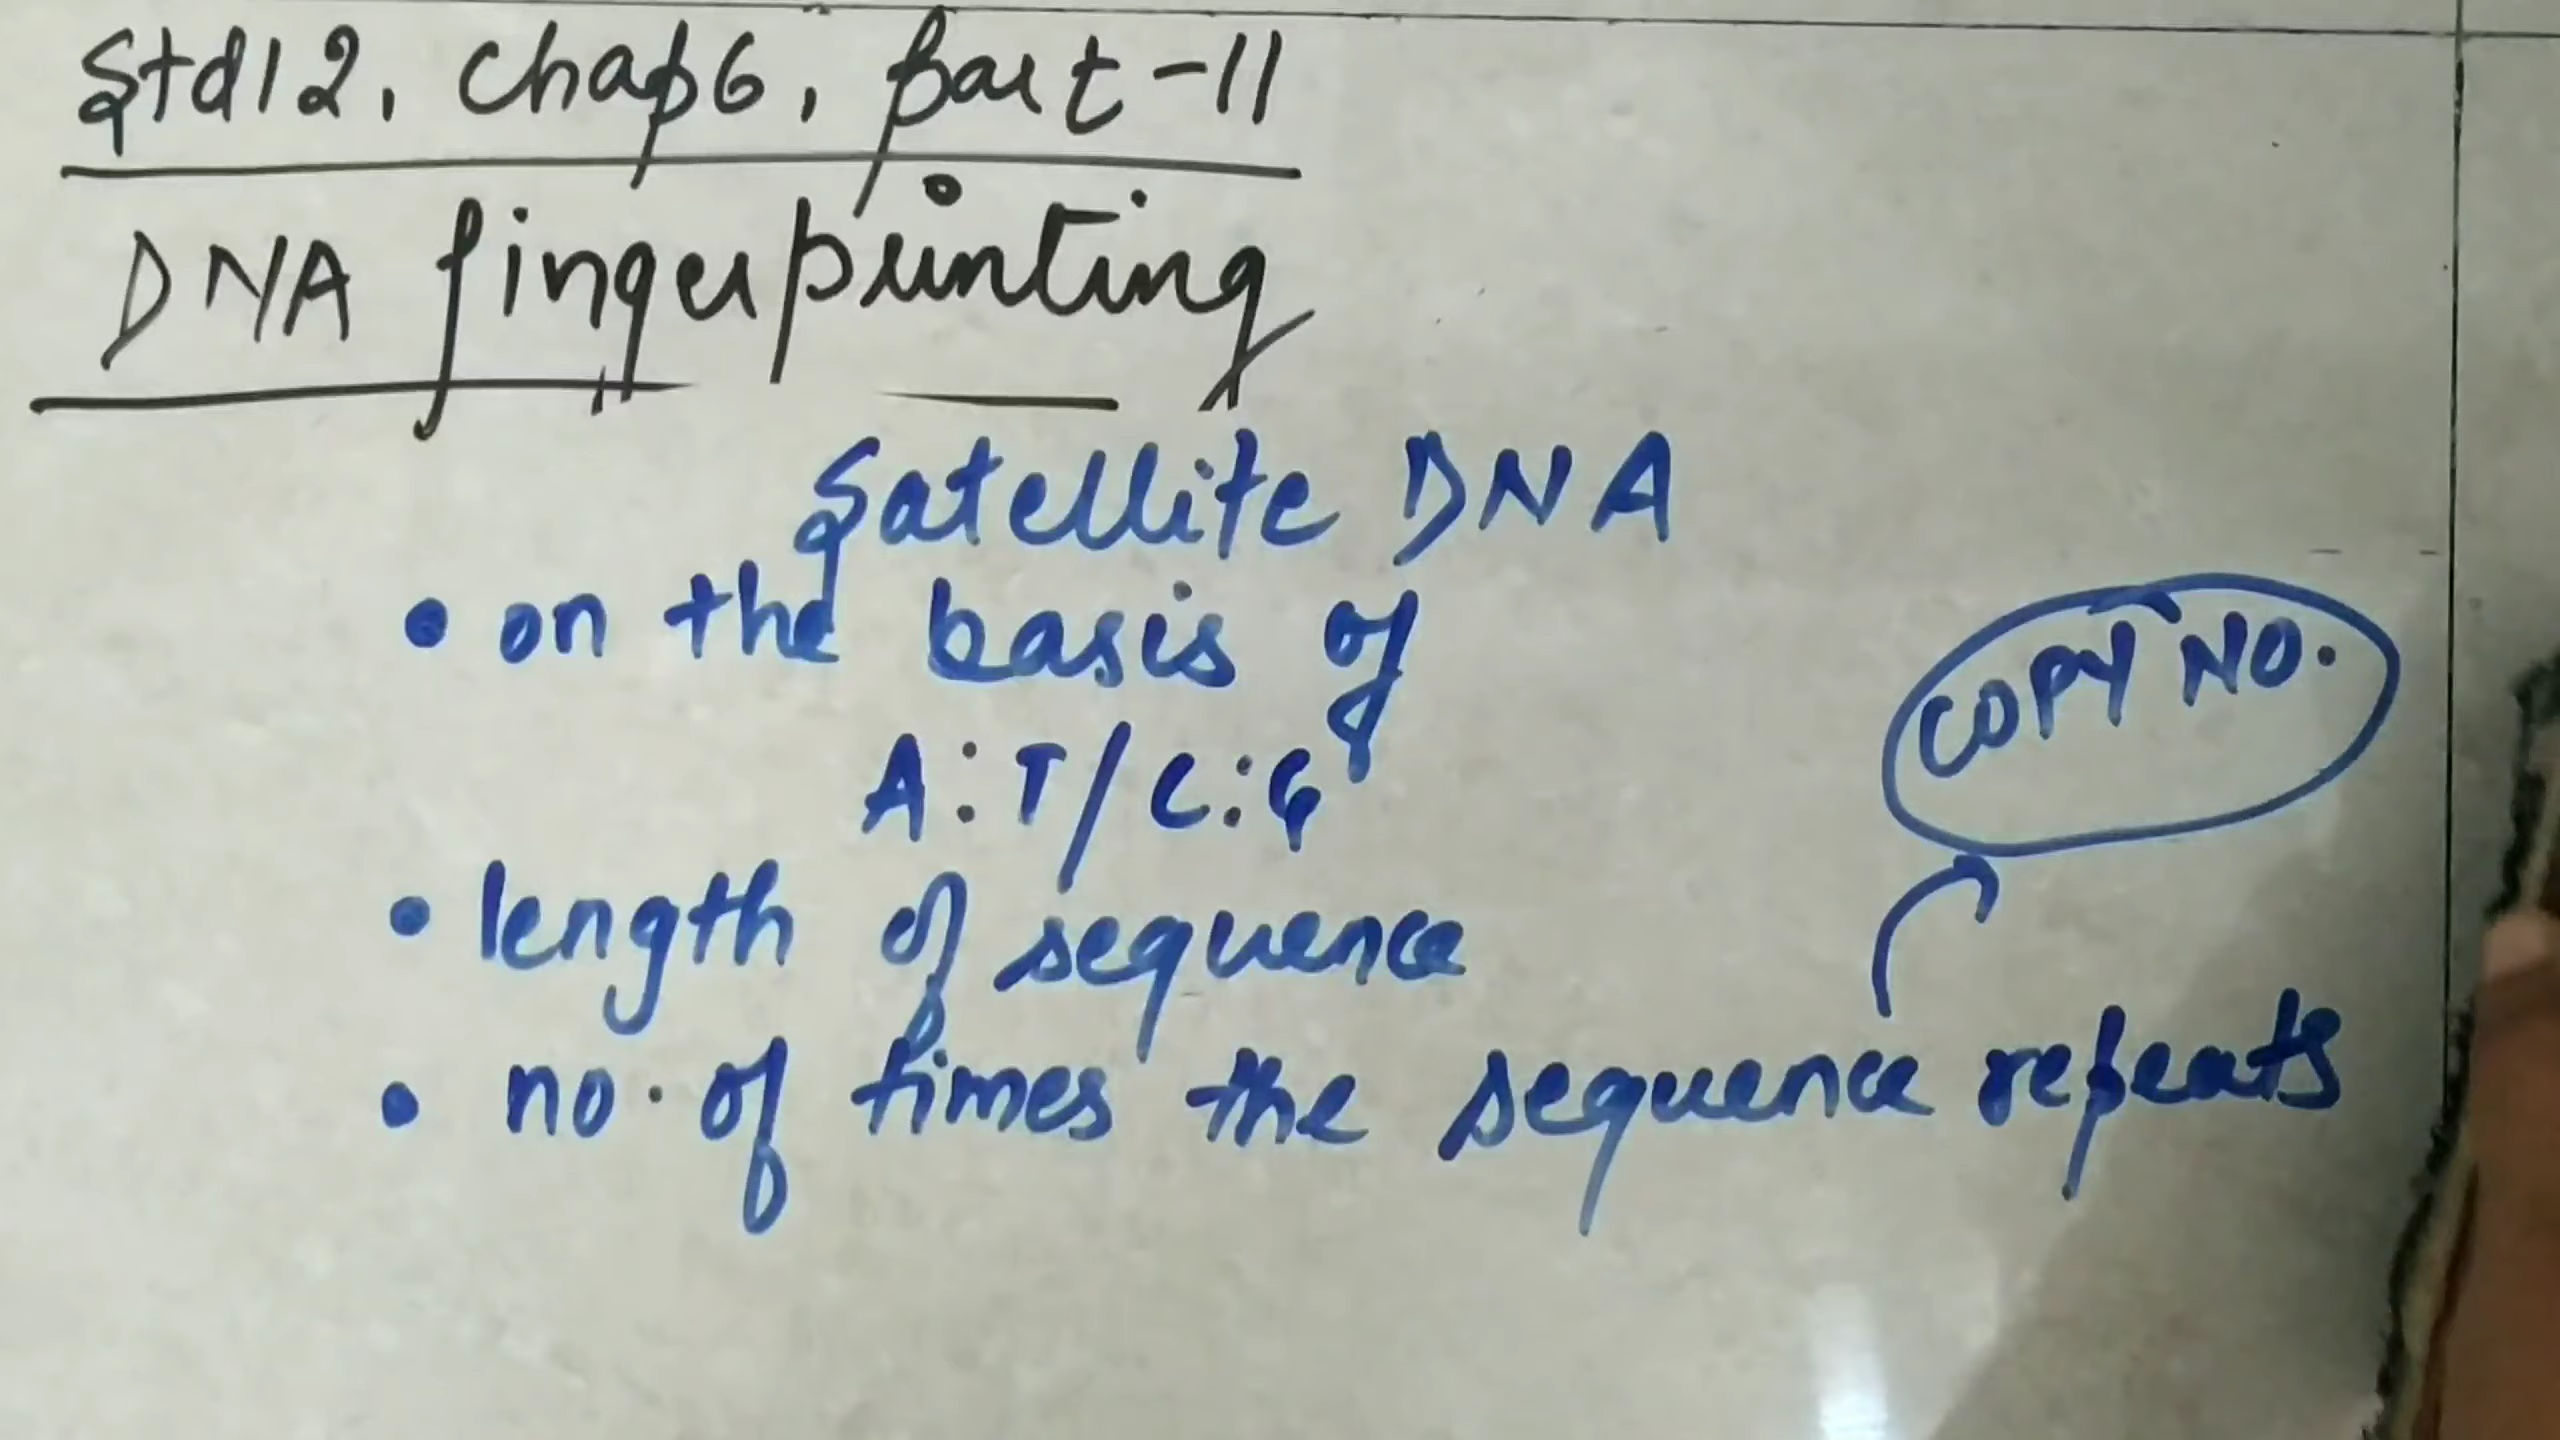 Std12, Chap6, part-11
DNA fingerprinting
Satellite DNA
• on the basis of
A:T/C:G
COPY NO.
• length of sequence
• no. of times the sequence repeats